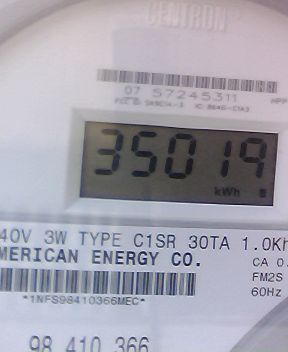 CENTRON
07 57245311
35019
kWh
40V 3W TYPE C1SR 30TA 1.0Kh
MERICAN ENERGY CO.
CA 0.
FM2S
*1NFS98410366MEC*
60Hz
98 410 366